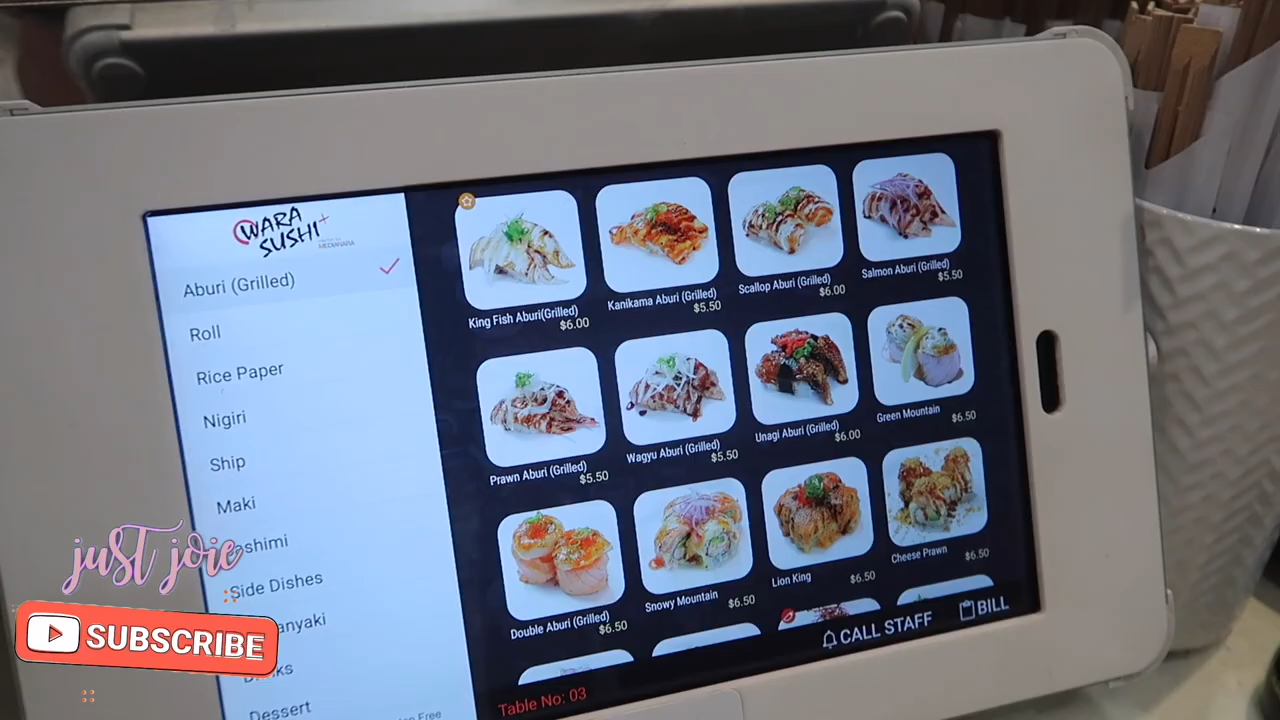 WARA
SUSHI+
MEDIANARA
Aburi (Grilled)
Roll
Rice Paper
Nigiri
Ship
Maki
Side Dishes
Dessert
Free
King Fish Aburi(Grilled)
$6.00
Kanikama Aburi (Grilled)
$5.50
Scallop Aburi (Grilled)
$6.00
Salmon Aburi (Grilled)
$5.50
Prawn Aburi (Grilled)
$5.50
Wagyu Aburi (Grilled)
$5.50
Unagi Aburi (Grilled)
$6.00
Green Mountain
$6.50
Double Aburi (Grilled)
$6.50
Snowy Mountain
$6.50
Lion King
$6.50
Cheese Prawn
$6.50
Table No: 03
CALL STAFF
BILL
just joie
SUBSCRIBE